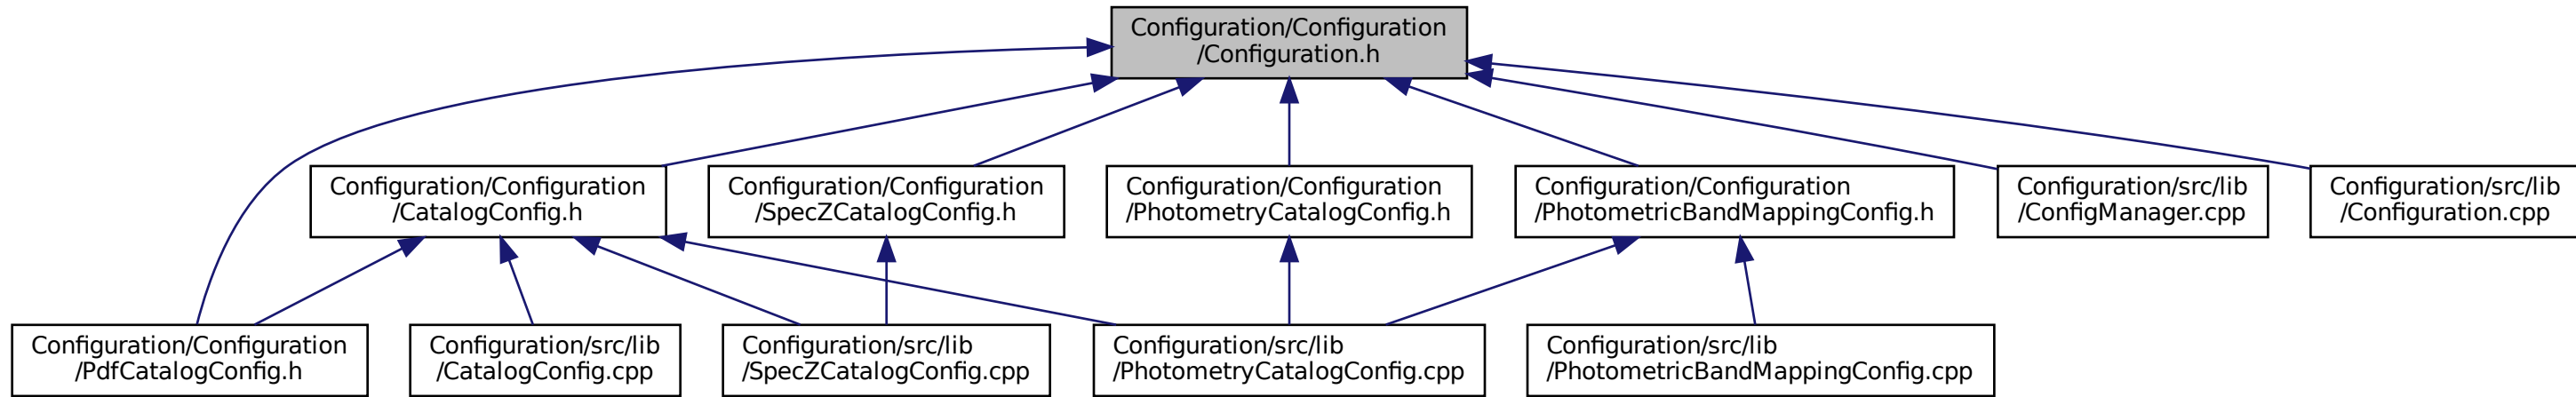 Configuration/Configuration
/Configuration.h
Configuration/Configuration
/CatalogConfig.h
Configuration/Configuration
/SpecZCatalogConfig.h
Configuration/Configuration
/PhotometryCatalogConfig.h
Configuration/Configuration
/PhotometricBandMappingConfig.h
Configuration/src/lib
/ConfigManager.cpp
Configuration/src/lib
/Configuration.cpp
Configuration/Configuration
/PdfCatalogConfig.h
Configuration/src/lib
/CatalogConfig.cpp
Configuration/src/lib
/SpecZCatalogConfig.cpp
Configuration/src/lib
/PhotometryCatalogConfig.cpp
Configuration/src/lib
/PhotometricBandMappingConfig.cpp